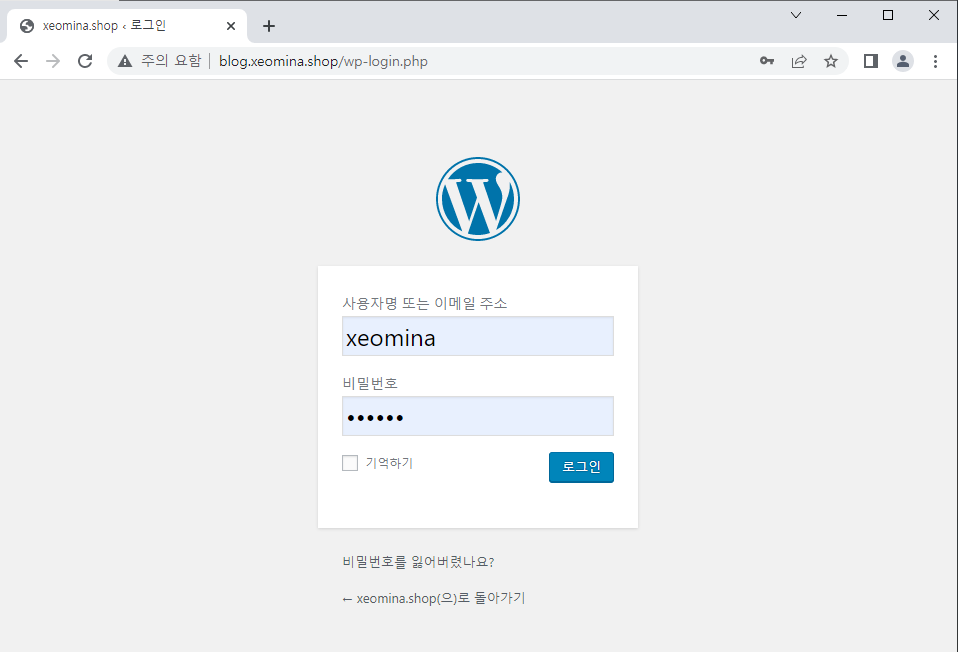 xeomina.shop ‹ 로그인
주의 요함 | blog.xeomina.shop/wp-login.php
사용자명 또는 이메일 주소
xeomina
비밀번호
••••••
기억하기
로그인
비밀번호를 잃어버렸나요?
← xeomina.shop(으)로 돌아가기